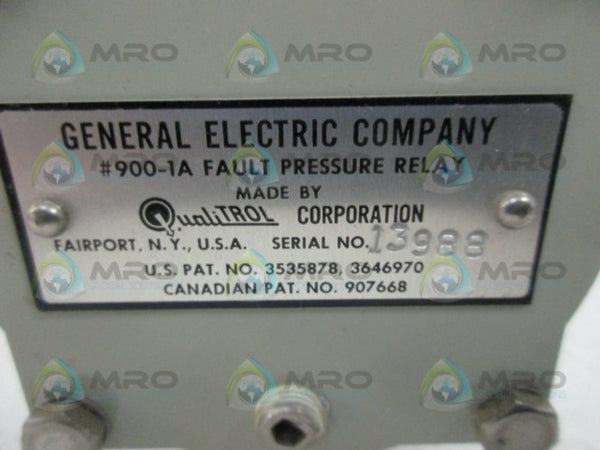 GENERAL ELECTRIC COMPANY
#900-1A FAULT PRESSURE RELAY
MADE BY
QualiTROL CORPORATION
FAIRPORT, N.Y., U.S.A. SERIAL NO. 13988
U.S. PAT. NO. 3535878, 3646970
CANADIAN PAT. NO. 907668
MRO